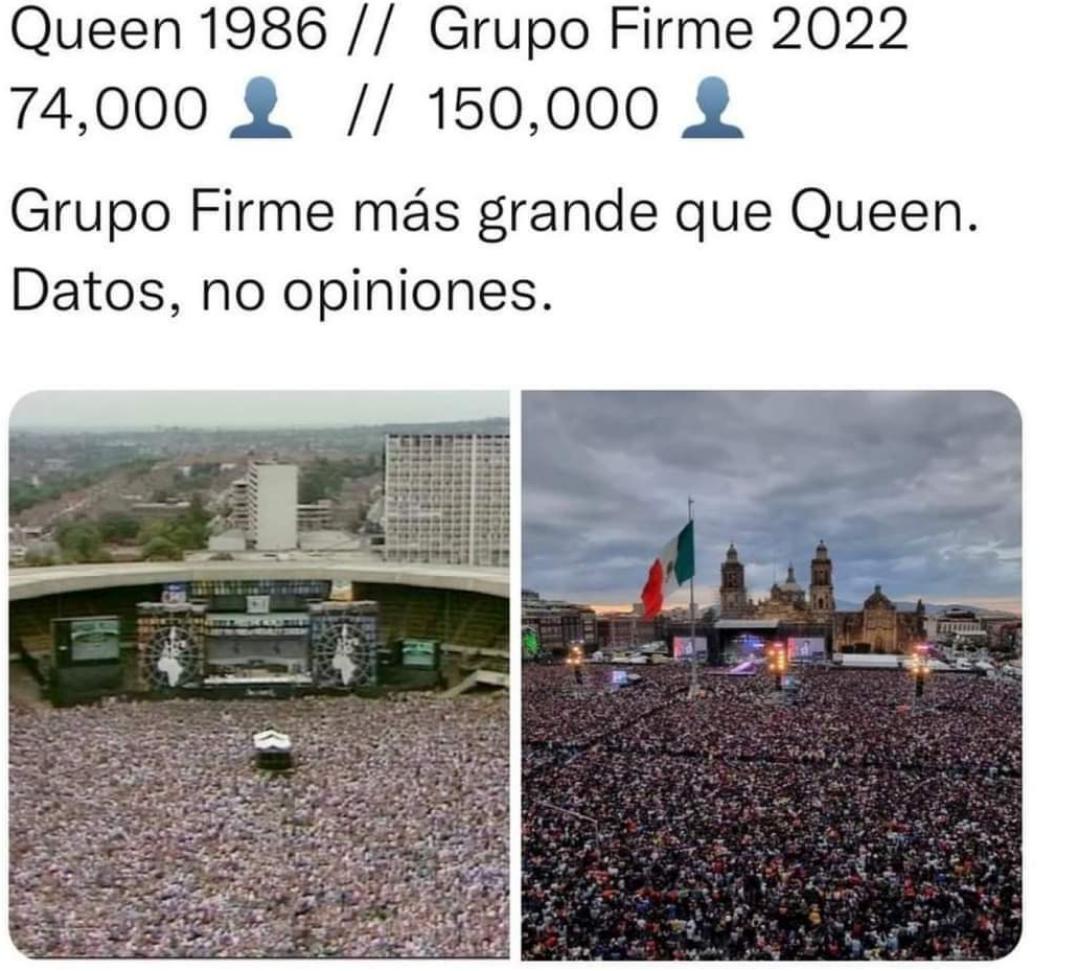 Queen 1986 // Grupo Firme 2022
74,000 👤 // 150,000 👤
Grupo Firme más grande que Queen.
Datos, no opiniones.